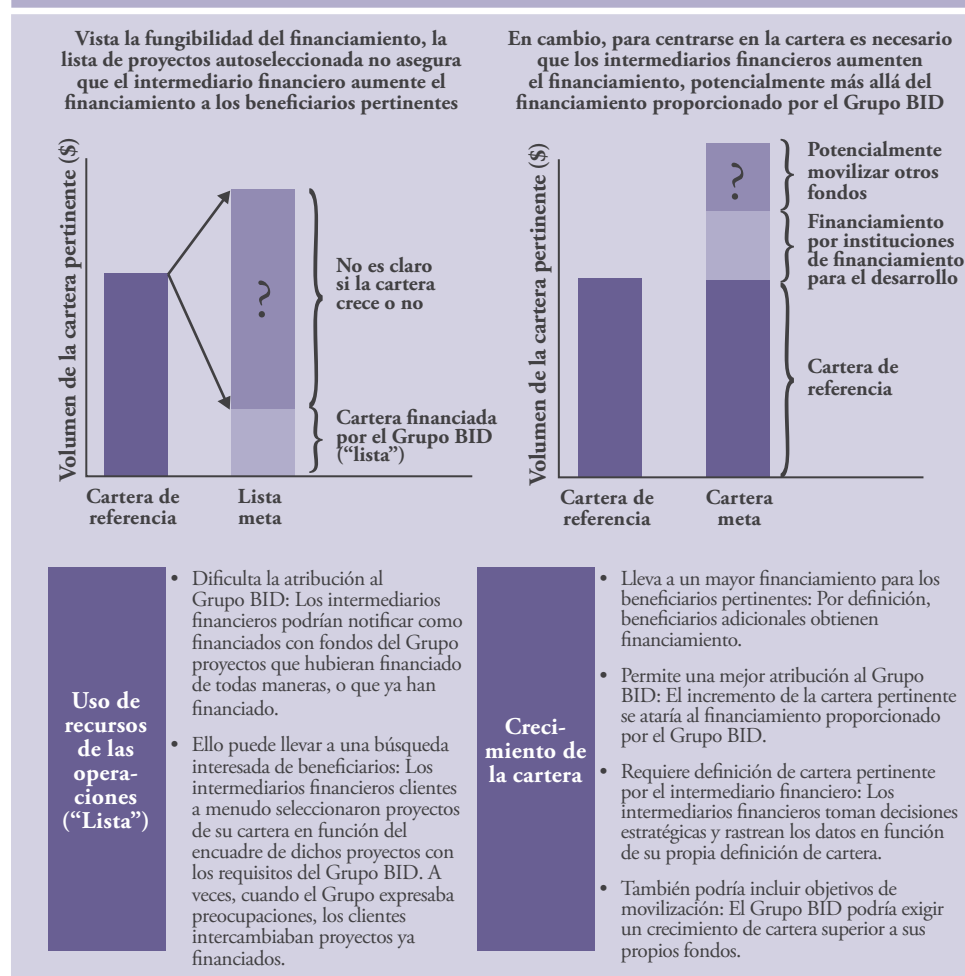 Vista la fungibilidad del financiamiento, la
lista de proyectos autoseleccionada no asegura
que el intermediario financiero aumente el
financiamiento a los beneficiarios pertinentes
Volumen de la cartera pertinente ($)
?
No es claro
si la cartera
crece o no
Cartera financiada
por el Grupo BID
(“lista”)
Cartera de
referencia
Lista
meta
En cambio, para centrarse en la cartera es necesario
que los intermediarios financieros aumenten
el financiamiento, potencialmente más allá del
financiamiento proporcionado por el Grupo BID
Volumen de la cartera pertinente ($)
?
Potencialmente
movilizar otros
fondos
Financiamiento
por instituciones
de financiamiento
para el desarrollo
Cartera de
referencia
Cartera de
referencia
Cartera
meta
Uso de
recursos
de las
opera-
ciones
(“Lista”)
• Dificulta la atribución al
Grupo BID: Los intermediarios
financieros podrían notificar como
financiados con fondos del Grupo
proyectos que hubieran financiado
de todas maneras, o que ya han
financiado.
• Ello puede llevar a una búsqueda
interesada de beneficiarios: Los
intermediarios financieros clientes
a menudo seleccionaron proyectos
de su cartera en función del
encuadre de dichos proyectos con
los requisitos del Grupo BID. A
veces, cuando el Grupo expresaba
preocupaciones, los clientes
intercambiaban proyectos ya
financiados.
Creci-
miento de
la cartera
• Lleva a un mayor financiamiento para los
beneficiarios pertinentes: Por definición,
beneficiarios adicionales obtienen
financiamiento.
• Permite una mejor atribución al Grupo
BID: El incremento de la cartera pertinente
se ataría al financiamiento proporcionado
por el Grupo BID.
• Requiere definición de cartera pertinente
por el intermediario financiero: Los
intermediarios financieros toman decisiones
estratégicas y rastrean los datos en función
de su propia definición de cartera.
• También podría incluir objetivos de
movilización: El Grupo BID podría exigir
un crecimiento de cartera superior a sus
propios fondos.